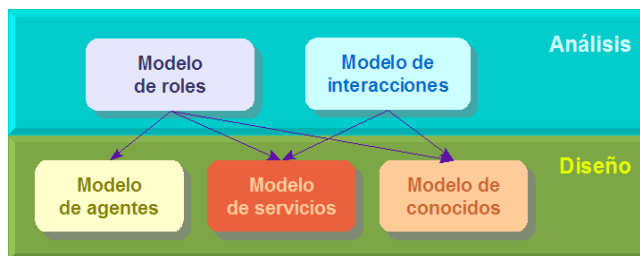 Análisis
Modelo
de roles
Modelo de
interacciones
Diseño
Modelo
de agentes
Modelo
de servicios
Modelo de
conocidos